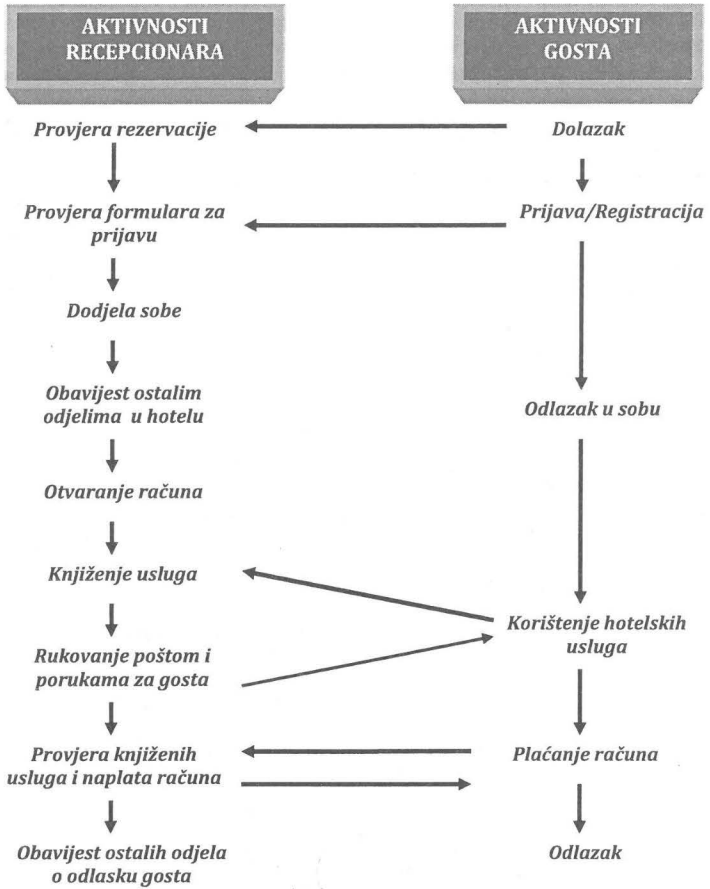 AKTIVNOSTI
RECEPCIONARA
AKTIVNOSTI
GOSTA
Provjera rezervacije
Dolazak
Provjera formulara za
prijavu
Prijava/Registracija
Dodjela sobe
Obavijest ostalim
odjelima u hotelu
Odlazak u sobu
Otvaranje računa
Knjiženje usluga
Korištenje hotelskih
usluga
Rukovanje poštom i
porukama za gosta
Provjera knjiženih
usluga i naplata računa
Plaćanje računa
Obavijest ostalih odjela
o odlasku gosta
Odlazak